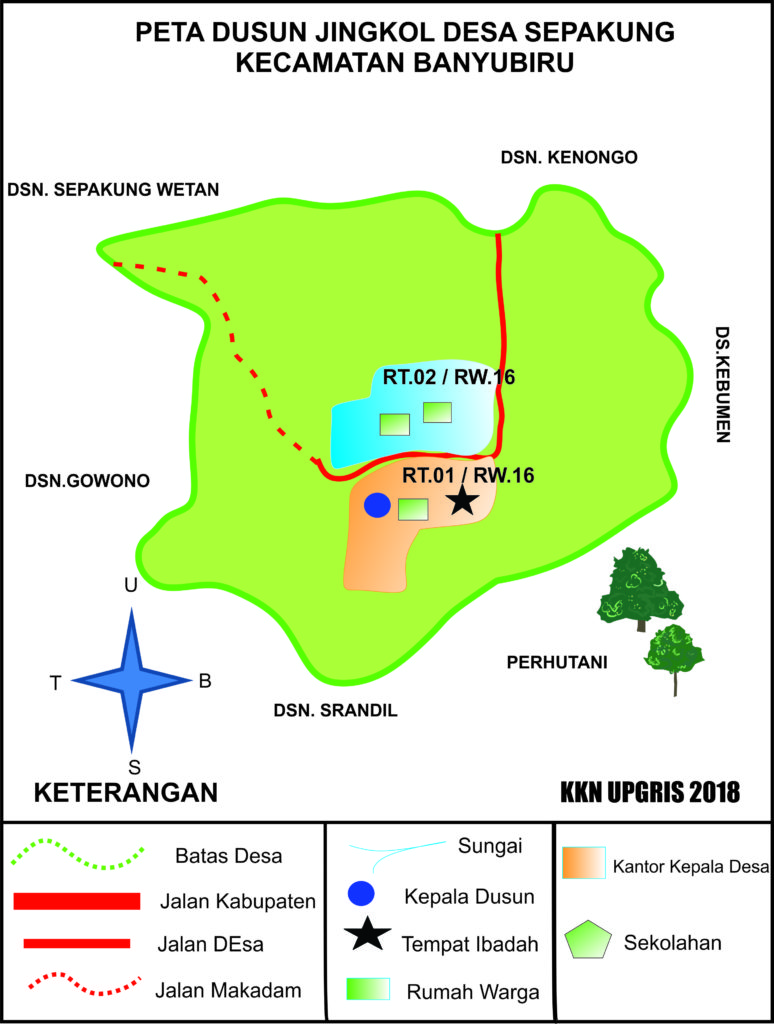 PETA DUSUN JINGKOL DESA SEPAKUNG
KECAMATAN BANYUBIRU
DSN. KENONGO
DSN. SEPAKUNG WETAN
DS.KEBUMEN
RT.02 / RW.16
RT.01 / RW.16
DSN.GOWONO
U
T
B
S
PERHUTANI
DSN. SRANDIL
KETERANGAN
KKN UPGRIS 2018
Batas Desa
Jalan Kabupaten
Jalan DEsa
Jalan Makadam
Sungai
Kepala Dusun
Tempat Ibadah
Rumah Warga
Kantor Kepala Desa
Sekolahan